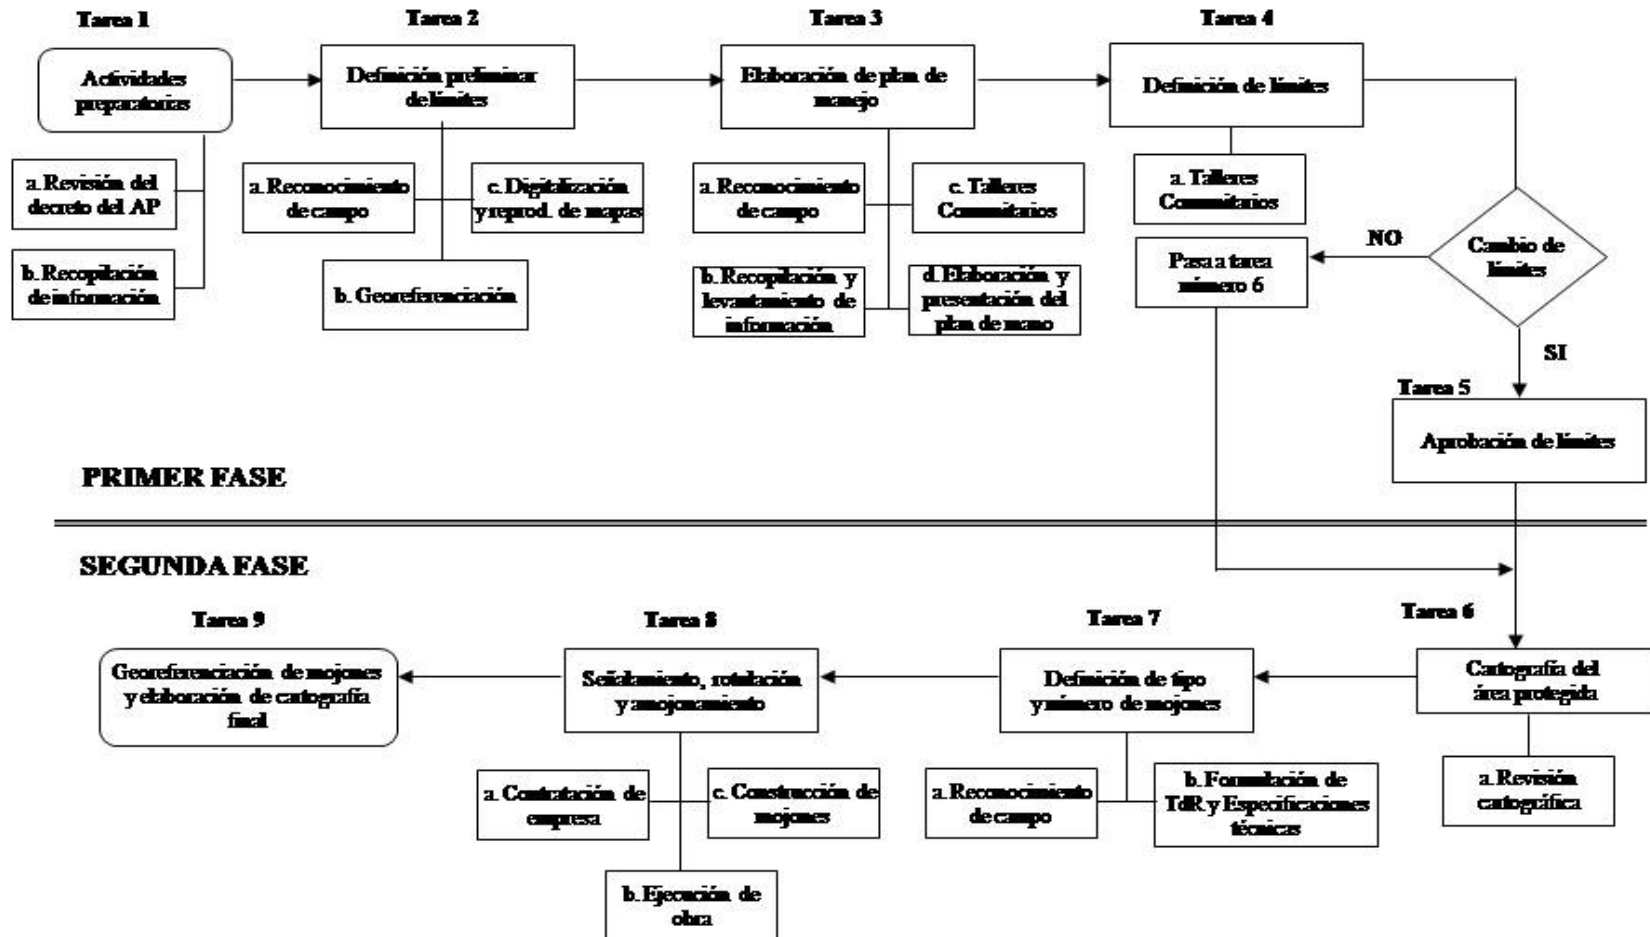 Tarea 1
Tarea 2
Tarea 3
Tarea 4
Actividades
preparatorias
Definición preliminar
de límites
Elaboración de plan de
manejo
Definición de límites
a. Revisión del
decreto del AP
b. Recopilación
de información
a. Reconocimiento
de campo
c. Digitalización
y reprod. de mapas
b. Georeferenciación
a. Reconocimiento
de campo
c. Talleres
Comunitarios
b. Recopilación y
levantamiento de
información
d. Elaboración y
presentación del
plan de mano
a. Talleres
Comunitarios
Pasa a tarea
número 6
NO
Cambio de
límites
SI
Tarea 5
Aprobación de límites
PRIMER FASE
SEGUNDA FASE
Tarea 9
Tarea 8
Tarea 7
Tarea 6
Georeferenciación de mojones
y elaboración de cartografía
final
Señalamiento, rotulación
y amojonamiento
Definición de tipo
y número de mojones
Cartografía del
área protegida
a. Contratación de
empresa
c. Construcción de
mojones
b. Ejecución de
obra
a. Reconocimiento
de campo
b. Formulación de
TdR y Especificaciones
técnicas
a. Revisión
cartográfica